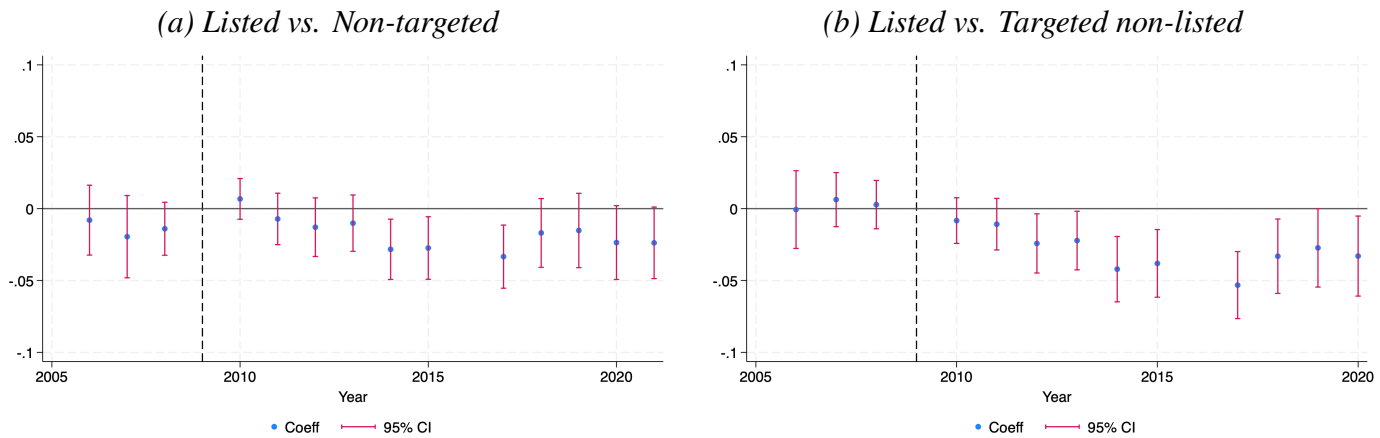 (a) Listed vs. Non-targeted
.1
.05
0
-.05
-.1
2005 2010 2015 2020
Year
Coeff 95% CI
(b) Listed vs. Targeted non-listed
.1
.05
0
-.05
-.1
2005 2010 2015 2020
Year
Coeff 95% CI